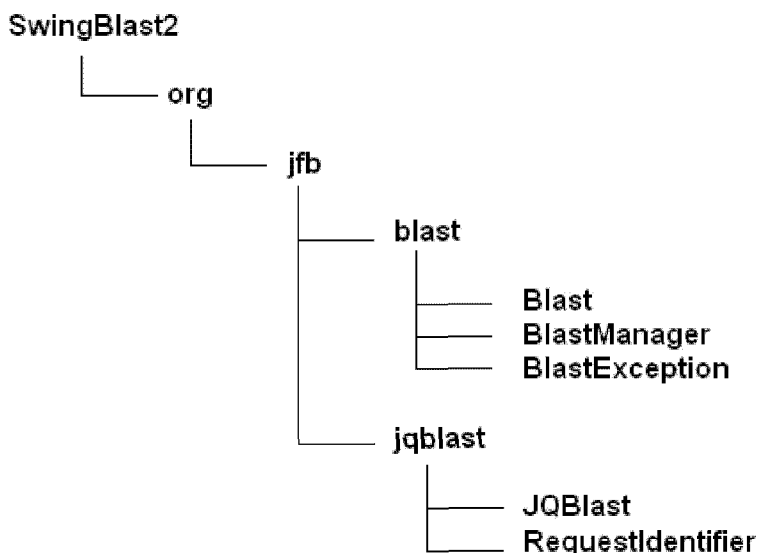 SwingBlast2
org
jfb
blast
Blast
BlastManager
BlastException
jqblast
JQBlast
RequestIdentifier